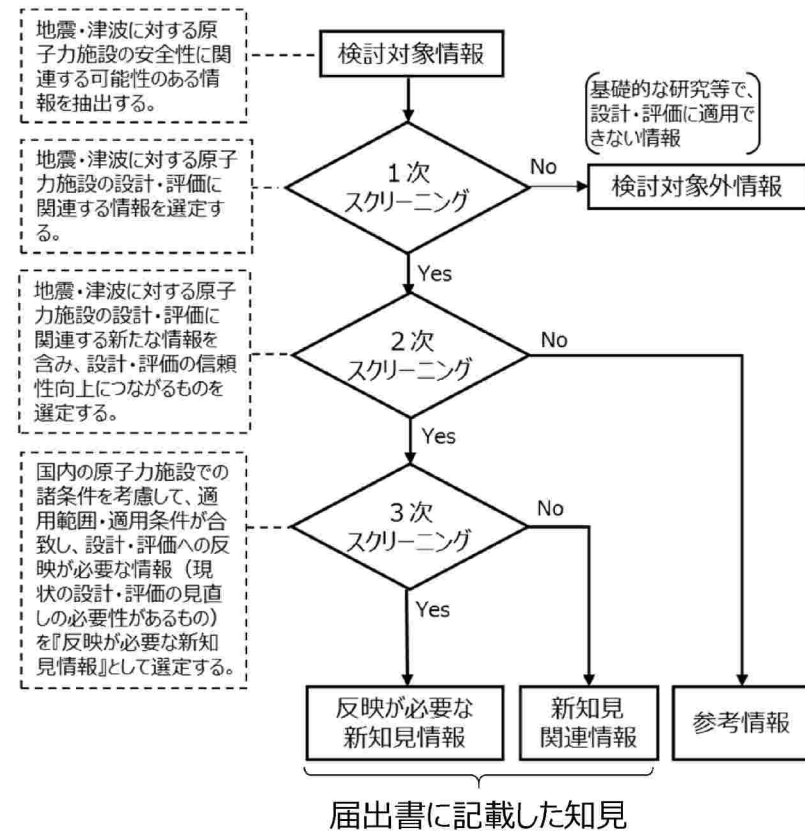 地震・津波に対する原
子力施設の安全性に関
連する可能性のある情
報を抽出する。
検討対象情報
基礎的な研究等で、
設計・評価に適用で
きない情報
地震・津波に対する原子
力施設の設計・評価に
関連する情報を選定す
る。
1次
スクリーニング
No
検討対象外情報
Yes
地震・津波に対する原子
力施設の設計・評価に
関連する新たな情報を
含み、設計・評価の信頼
性向上につながるものを
選定する。
2次
スクリーニング
No
Yes
国内の原子力施設での
諸条件を考慮して、適
用範囲・適用条件が合
致し、設計・評価への反
映が必要な情報（現
状の設計・評価の見直
しの必要性があるもの）
を『反映が必要な新知
見情報』として選定する。
3次
スクリーニング
No
Yes
反映が必要な
新知見情報
新知見
関連情報
参考情報
届出書に記載した知見